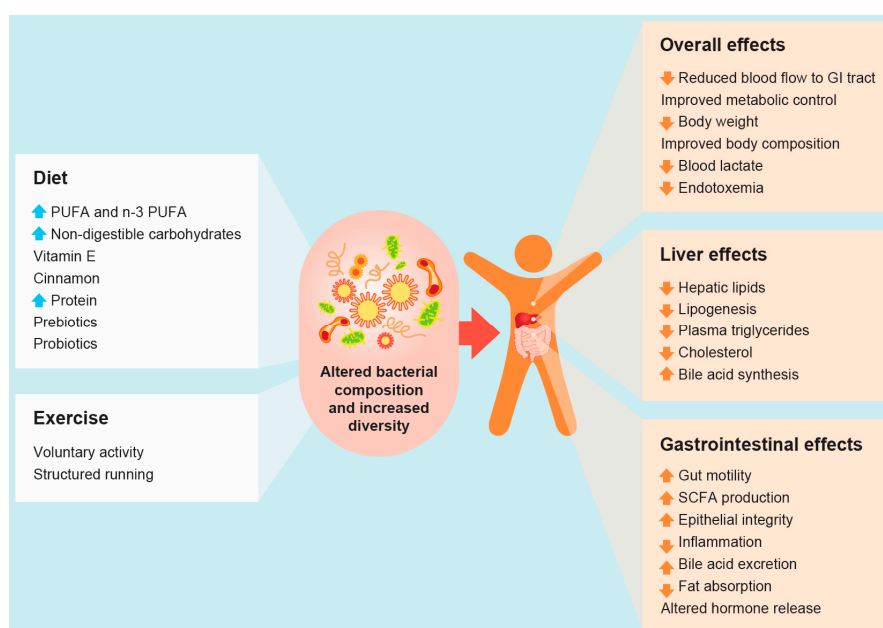 Diet
PUFA and n-3 PUFA
Non-digestible carbohydrates
Vitamin E
Cinnamon
Protein
Prebiotics
Probiotics
Exercise
Voluntary activity
Structured running
Altered bacterial
composition
and increased
diversity
Overall effects
Reduced blood flow to GI tract
Improved metabolic control
Body weight
Improved body composition
Blood lactate
Endotoxemia
Liver effects
Hepatic lipids
Lipogenesis
Plasma triglycerides
Cholesterol
Bile acid synthesis
Gastrointestinal effects
Gut motility
SCFA production
Epithelial integrity
Inflammation
Bile acid excretion
Fat absorption
Altered hormone release